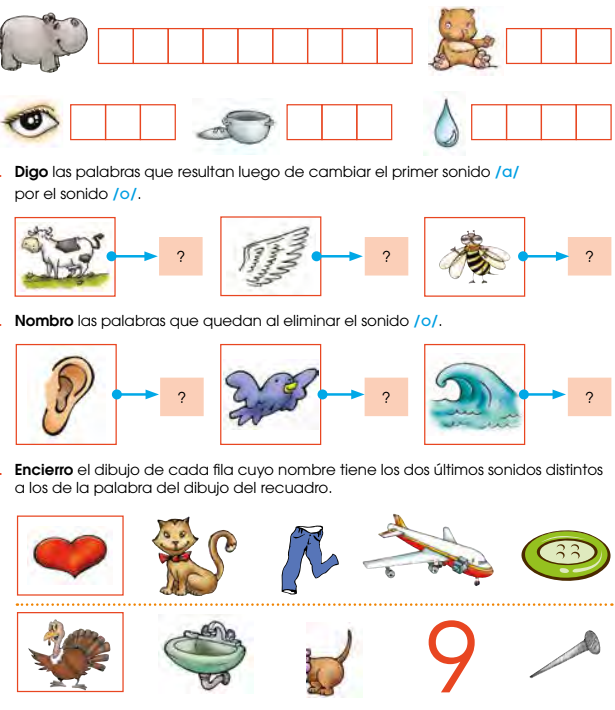 . Digo las palabras que resultan luego de cambiar el primer sonido /a/
por el sonido /o/.
? ? ?
. Nombro las palabras que quedan al eliminar el sonido /o/.
? ? ?
. Encierro el dibujo de cada fila cuyo nombre tiene los dos últimos sonidos distintos
a los de la palabra del dibujo del recuadro.
9